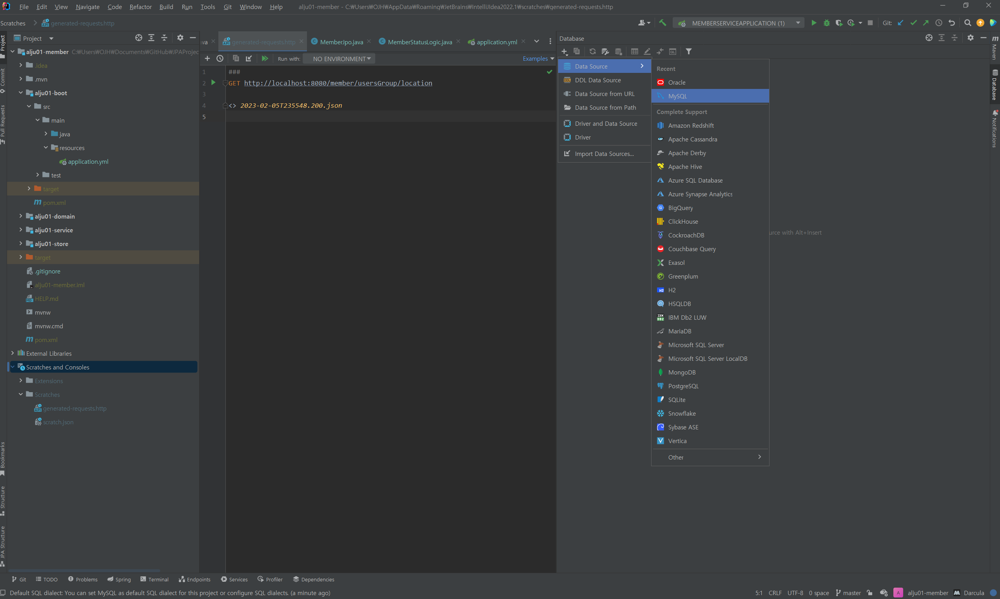 File Edit View Navigate Code Refactor Build Run Tools Git Window Help alju01-member - C:₩Users₩OJH₩AppData₩Roaming₩JetBrains₩IntelliJIdea2022.1₩scratches₩generated-requests.http
Scratches generated-requests.http MEMBERSERVICEAPPLICATION (1) Git:
Project
alju01-member C:₩Users₩OJH₩Documents₩GitHub₩JPAProjec
.idea
.mvn
alju01-boot
src
main
java
resources
application.yml
test
target
pom.xml
alju01-domain
alju01-service
alju01-store
target
.gitignore
alju01-member.iml
HELP.md
mvnw
mvnw.cmd
pom.xml
External Libraries
Scratches and Consoles
Extensions
Scratches
generated-requests.http
scratch.json
Project
Commit
Pull Requests
Bookmarks
Structure
JPA Structure
ava generated-requests.http MemberJpo.java MemberStatusLogic.java application.yml
Run with: NO ENVIRONMENT Examples
1 ###
2 GET http://localhost:8080/member/usersGroup/location
3
4 <> 2023-02-05T235548.200.json
5
Database
Data Source
DDL Data Source
Data Source from URL
Data Source from Path
Driver and Data Source
Driver
Import Data Sources...
Recent
Oracle
MySQL
Complete Support
Amazon Redshift
Apache Cassandra
Apache Derby
Apache Hive
Azure SQL Database
Azure Synapse Analytics
BigQuery
ClickHouse
CockroachDB
Couchbase Query
Exasol
Greenplum
H2
HSQLDB
IBM Db2 LUW
MariaDB
Microsoft SQL Server
Microsoft SQL Server LocalDB
MongoDB
PostgreSQL
SQLite
Snowflake
Sybase ASE
Vertica
Other
urce with Alt+Insert
Maven
Database
Notifications
Git TODO Problems Spring Terminal Endpoints Services Profiler Dependencies
Default SQL dialect: You can set MySQL as default SQL dialect for this project or configure SQL dialects. (a minute ago) 5:1 CRLF UTF-8 0 space master A alju01-member Darcula